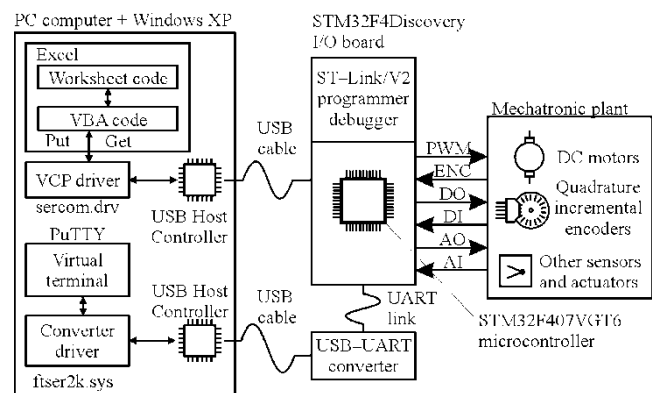 PC computer + Windows XP
Excel
Worksheet code
VBA code
Put Get
VCP driver
sercom.drv
USB Host
Controller
PuTTY
Virtual
terminal
Converter
driver
ftser2k.sys
USB Host
Controller
USB
cable
USB
cable
STM32F4Discovery
I/O board
ST-Link/V2
programmer
debugger
PWM
ENC
DO
DI
AO
AI
UART
link
USB-UART
converter
STM32F407VGT6
microcontroller
Mechatronic plant
DC motors
Quadrature
incremental
encoders
Other sensors
and actuators